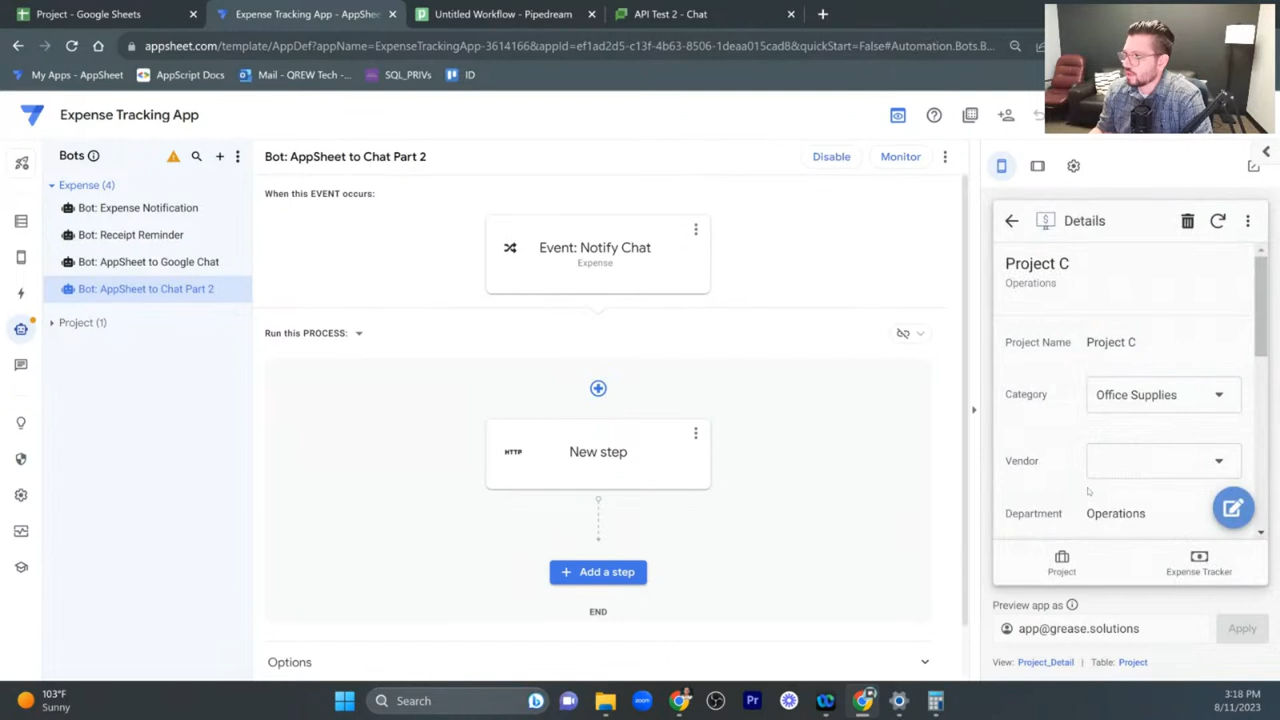 Project - Google Sheets
Expense Tracking App - AppShe
Untitled Workflow - Pipedream
API Test 2 - Chat
appsheet.com/template/AppDef?appName=ExpenseTrackingApp-3614166&appId=ef1ad2d5-c13f-4b63-8506-1deaa015cad8&quickStart=False#Automation.Bots.B...
My Apps - AppSheet
AppScript Docs
Mail - QREW Tech -...
SQL_PRIVs
ID
Expense Tracking App
Bots
Expense (4)
Bot: Expense Notification
Bot: Receipt Reminder
Bot: AppSheet to Google Chat
Bot: AppSheet to Chat Part 2
Project (1)
Bot: AppSheet to Chat Part 2
Disable
Monitor
When this EVENT occurs:
Event: Notify Chat
Expense
Run this PROCESS:
HTTP
New step
+ Add a step
END
Options
Details
Project C
Operations
Project Name
Project C
Category
Office Supplies
Vendor
Department
Operations
Project
Expense Tracker
Preview app as
app@grease.solutions
Apply
View: Project_Detail | Table: Project
103°F
Sunny
Search
zoom
Pr
3:18 PM
8/11/2023